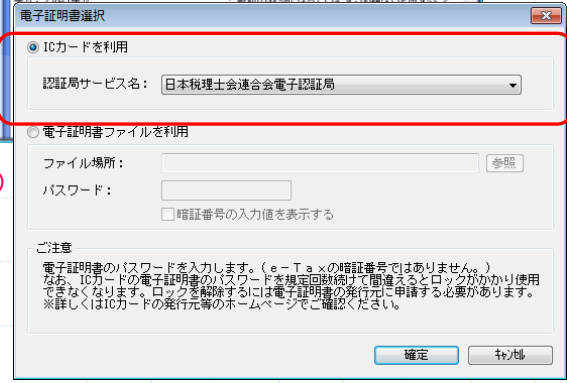 電子証明書選択
ICカードを利用
認証局サービス名：
日本税理士会連合会電子認証局
電子証明書ファイルを利用
ファイル場所：
参照
パスワード：
暗証番号の入力値を表示する
ご注意
電子証明書のパスワードを入力します。（ｅ－Ｔａｘの暗証番号ではありません。）
なお、ICカードの電子証明書のパスワードを規定回数続けて間違えるとロックがかかり使用
できなくなります。ロックを解除するには電子証明書の発行元に申請する必要があります。
※詳しくはICカードの発行元等のホームページでご確認ください。
確定
ｷｬﾝｾﾙ